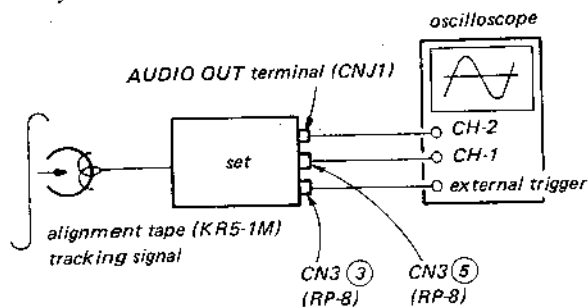 oscilloscope
AUDIO OUT terminal (CNJ1)
CH-2
set
CH-1
external trigger
alignment tape (KR5-1M)
tracking signal
CN3 ③
(RP-8)
CN3 ⑤
(RP-8)